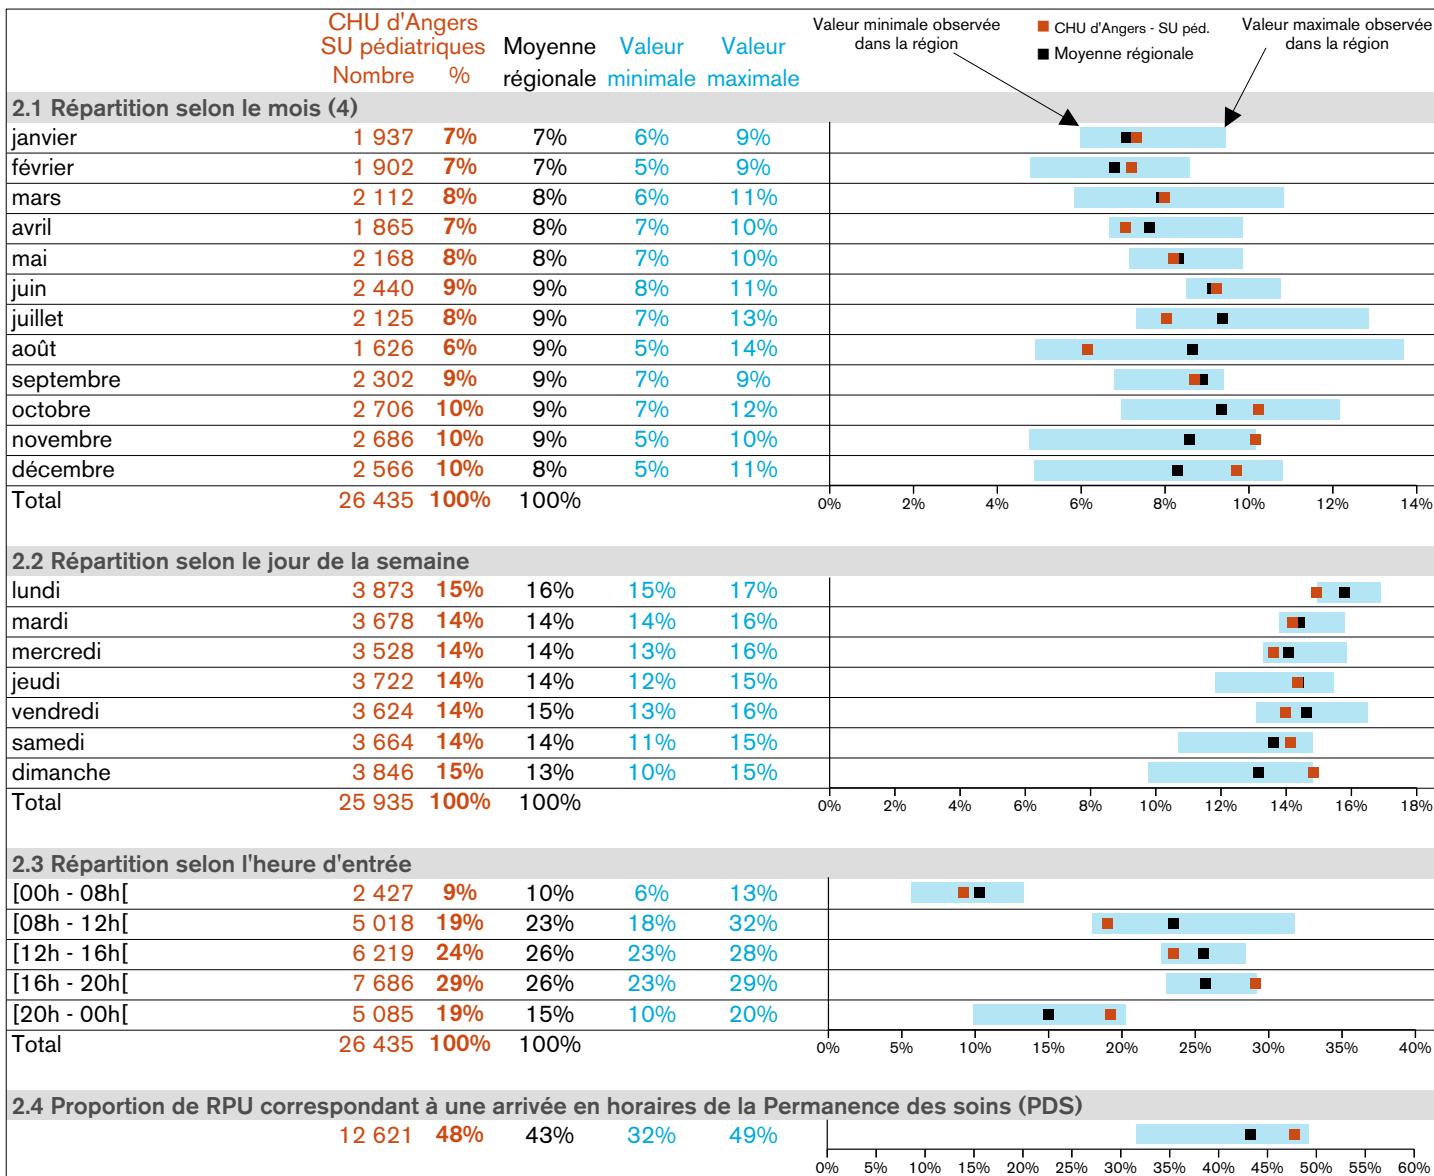 CHU d'Angers
SU pédiatriques Moyenne Valeur Valeur
Nombre % régionale minimale maximale
Valeur minimale observée dans la région
CHU d'Angers - SU péd.
Moyenne régionale
Valeur maximale observée dans la région
2.1 Répartition selon le mois (4)
janvier 1 937 7% 7% 6% 9%
février 1 902 7% 7% 5% 9%
mars 2 112 8% 8% 6% 11%
avril 1 865 7% 8% 7% 10%
mai 2 168 8% 8% 7% 10%
juin 2 440 9% 9% 8% 11%
juillet 2 125 8% 9% 7% 13%
août 1 626 6% 9% 5% 14%
septembre 2 302 9% 9% 7% 9%
octobre 2 706 10% 9% 7% 12%
novembre 2 686 10% 9% 5% 10%
décembre 2 566 10% 8% 5% 11%
Total 26 435 100% 100%
0% 2% 4% 6% 8% 10% 12% 14%
2.2 Répartition selon le jour de la semaine
lundi 3 873 15% 16% 15% 17%
mardi 3 678 14% 14% 14% 16%
mercredi 3 528 14% 14% 13% 16%
jeudi 3 722 14% 14% 12% 15%
vendredi 3 624 14% 15% 13% 16%
samedi 3 664 14% 14% 11% 15%
dimanche 3 846 15% 13% 10% 15%
Total 25 935 100% 100%
0% 2% 4% 6% 8% 10% 12% 14% 16% 18%
2.3 Répartition selon l'heure d'entrée
[00h - 08h[ 2 427 9% 10% 6% 13%
[08h - 12h[ 5 018 19% 23% 18% 32%
[12h - 16h[ 6 219 24% 26% 23% 28%
[16h - 20h[ 7 686 29% 26% 23% 29%
[20h - 00h[ 5 085 19% 15% 10% 20%
Total 26 435 100% 100%
0% 5% 10% 15% 20% 25% 30% 35% 40%
2.4 Proportion de RPU correspondant à une arrivée en horaires de la Permanence des soins (PDS)
12 621 48% 43% 32% 49%
0% 5% 10% 15% 20% 25% 30% 35% 40% 45% 50% 55% 60%